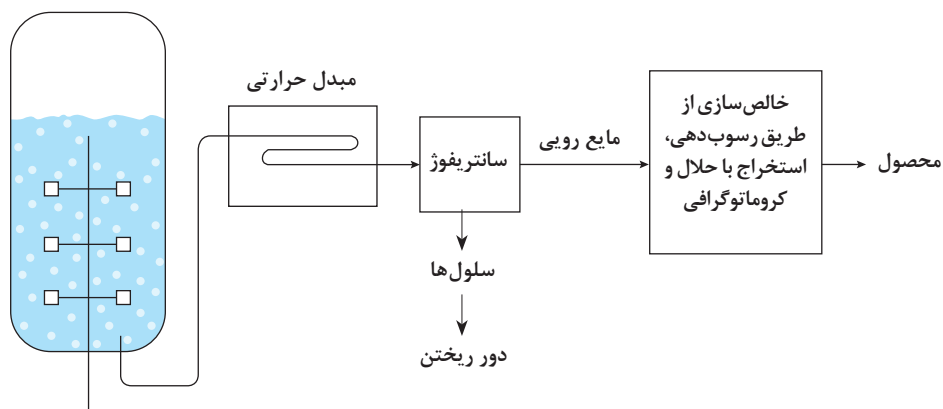 مبدل حرارتی
سانتریفوژ
مایع رویی
خالص‌سازی از
طریق رسوب‌دهی،
استخراج با حلال و
کروماتوگرافی
محصول
سلول‌ها
دور ریختن